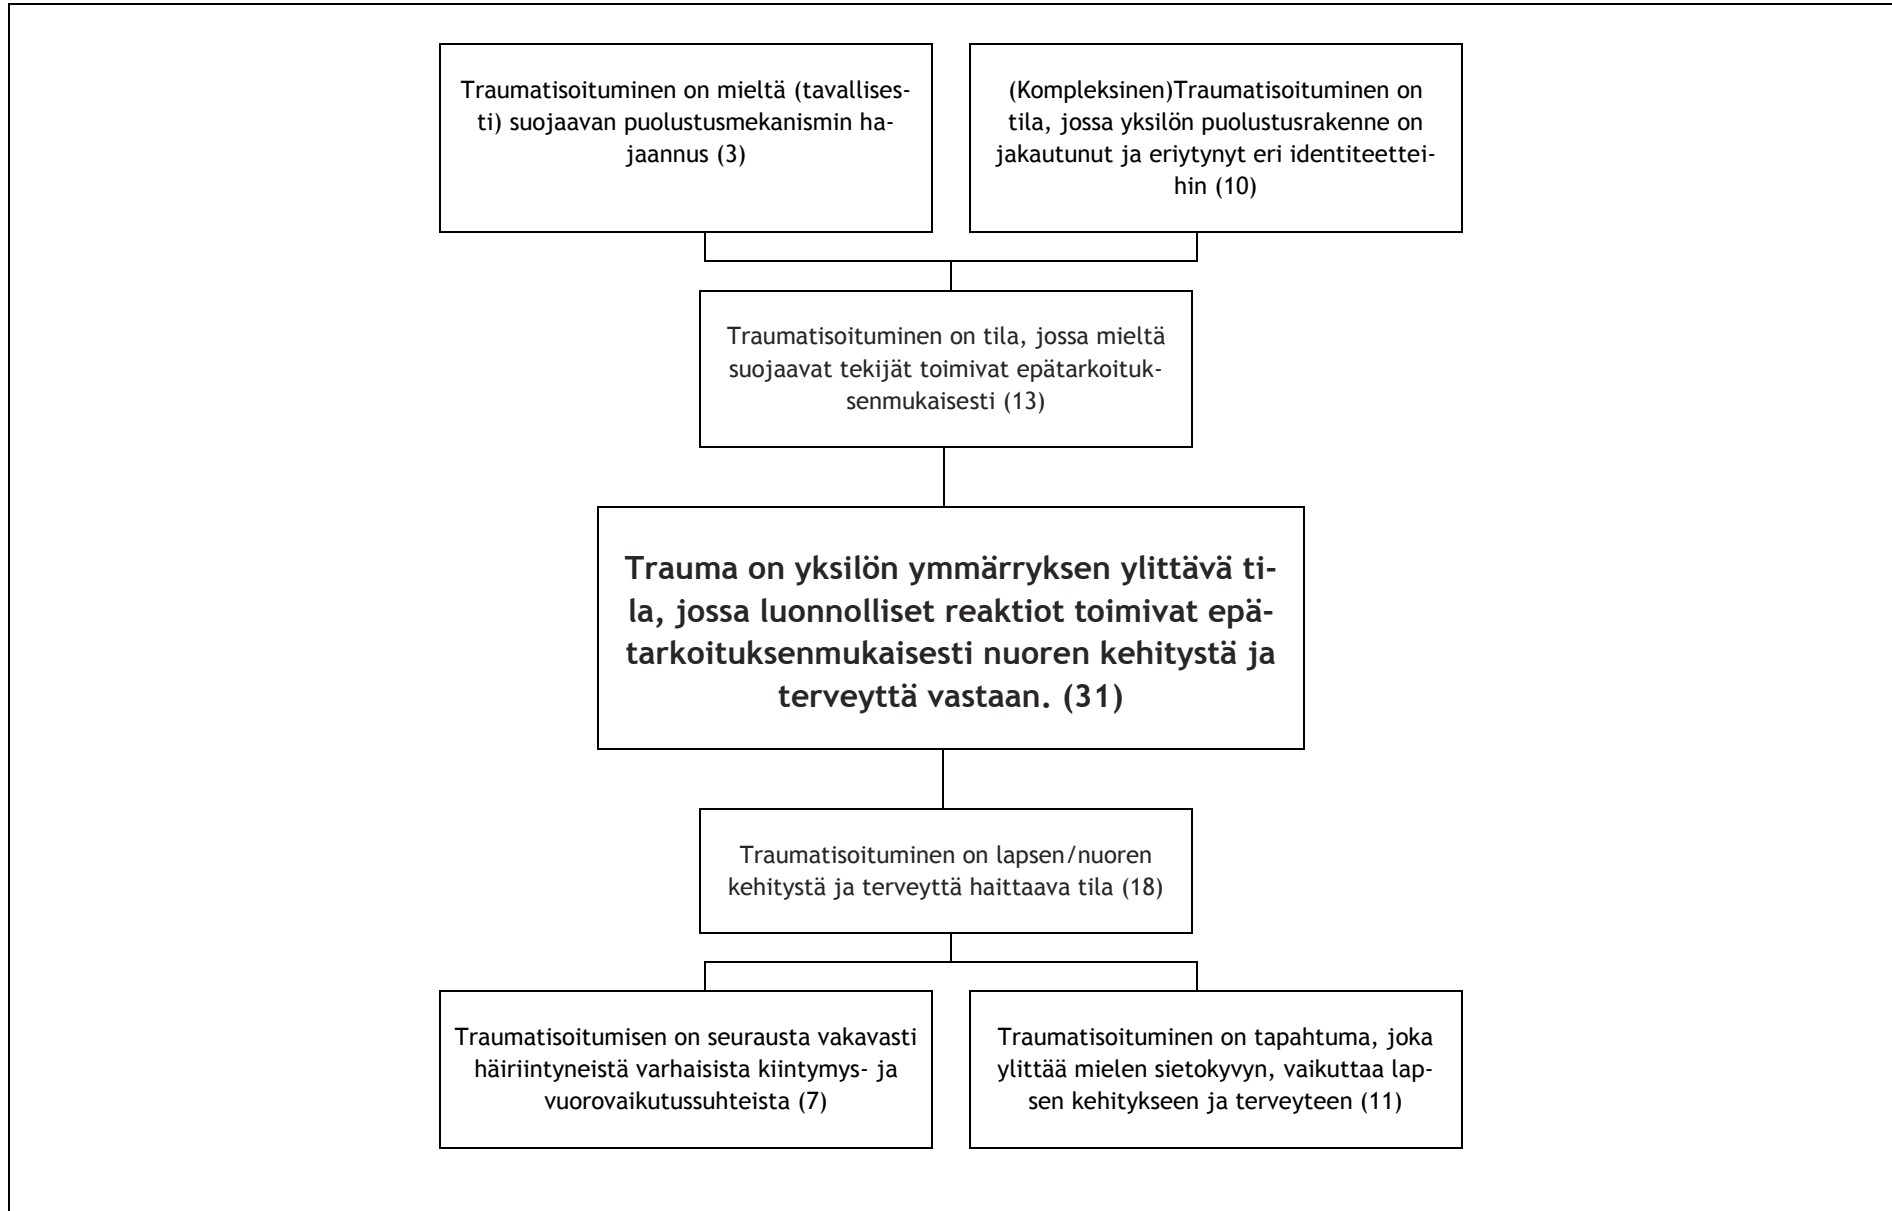 Traumatisoituminen on mieltä (tavallises-
ti) suojaavan puolustusmekanismin ha-
jaannus (3)
(Kompleksinen)Traumatisoituminen on
tila, jossa yksilön puolustusrakenne on
jakautunut ja eriytynyt eri identiteettei-
hin (10)
Traumatisoituminen on tila, jossa mieltä
suojaavat tekijät toimivat epätarkoituk-
senmukaisesti (13)
Trauma on yksilön ymmärryksen ylittävä ti-
la, jossa luonnolliset reaktiot toimivat epä-
tarkoituksenmukaisesti nuoren kehitystä ja
terveyttä vastaan. (31)
Traumatisoituminen on lapsen/nuoren
kehitystä ja terveyttä haittaava tila (18)
Traumatisoitumisen on seurausta vakavasti
häiriintyneistä varhaisista kiintymys- ja
vuorovaikutussuhteista (7)
Traumatisoituminen on tapahtuma, joka
ylittää mielen sietokyvyn, vaikuttaa lap-
sen kehitykseen ja terveyteen (11)